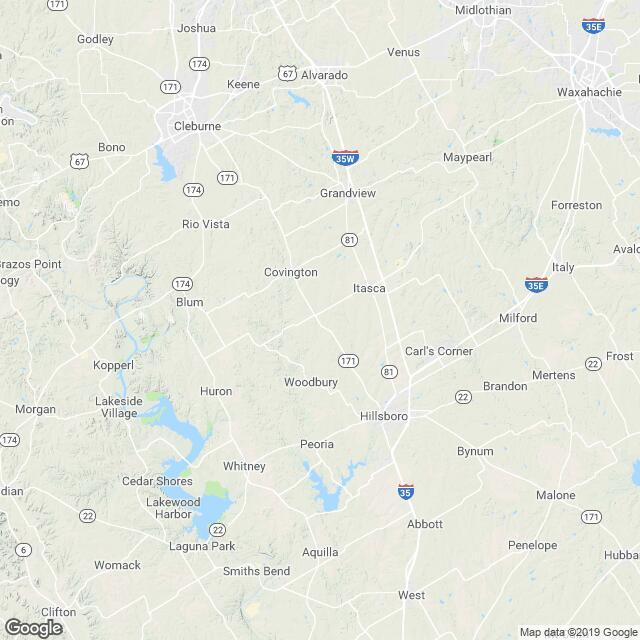 Midlothian
Joshua
35E
Godley
174
Venus
171
67
Alvarado
Keene
Waxahachie
171
Cleburne
Bono
35W
67
Maypearl
171
174
Grandview
emo
Forreston
Rio Vista
81
Avalo
Brazos Point
ogy
Covington
Italy
174
Itasca
35E
Blum
Milford
Carl's Corner
Frost
171
22
Kopperl
81
Mertens
Woodbury
Brandon
Huron
22
Lakeside
Village
Morgan
Hillsboro
174
Peoria
Bynum
Whitney
Cedar Shores
dian
35
Malone
Lakewood
Harbor
22
171
Abbott
22
Laguna Park
Penelope
6
Aquilla
Hubba
Womack
Smiths Bend
West
Clifton
Google
Map data ©2019 Google